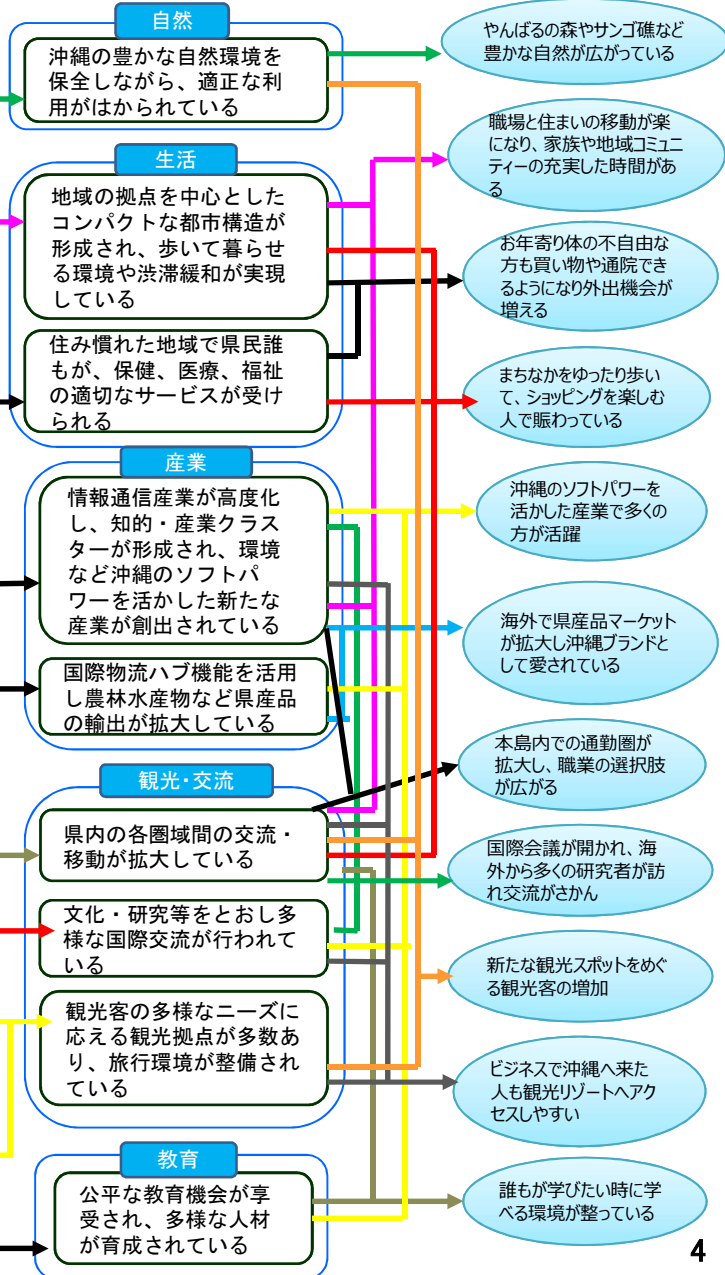 自然
沖縄の豊かな自然環境を
保全しながら、適正な利
用がはかられている
生活
地域の拠点を中心とした
コンパクトな都市構造が
形成され、歩いて暮らせ
る環境や渋滞緩和が実現
している
住み慣れた地域で県民誰
もが、保健、医療、福祉
の適切なサービスが受け
られる
産業
情報通信産業が高度化
し、知的・産業クラス
ターが形成され、環境
など沖縄のソフトパ
ワーを活かした新たな
産業が創出されている
国際物流ハブ機能を活用
し農林水産物など県産品
の輸出が拡大している
観光・交流
県内の各圏域間の交流・
移動が拡大している
文化・研究等をとおし多
様な国際交流が行われて
いる
観光客の多様なニーズに
応える観光拠点が多数あ
り、旅行環境が整備され
ている
教育
公平な教育機会が享
受され、多様な人材
が育成されている
やんばるの森やサンゴ礁など
豊かな自然が広がっている
職場と住まいの移動が楽
になり、家族や地域コミュニ
ティーの充実した時間があ
る
お年寄り体の不自由な
方も買い物や通院でき
るようになり外出機会が
増える
まちなかをゆったり歩い
て、ショッピングを楽しむ
人で賑わっている
沖縄のソフトパワーを
活かした産業で多くの
方が活躍
海外で県産品マーケット
が拡大し沖縄ブランドと
して愛されている
本島内での通勤圏が
拡大し、職業の選択肢
が広がる
国際会議が開かれ、海
外から多くの研究者が訪
れ交流がさかん
新たな観光スポットをめぐ
る観光客の増加
ビジネスで沖縄へ来た
人も観光リゾートへアク
セスしやすい
誰もが学びたい時に学
べる環境が整っている
4